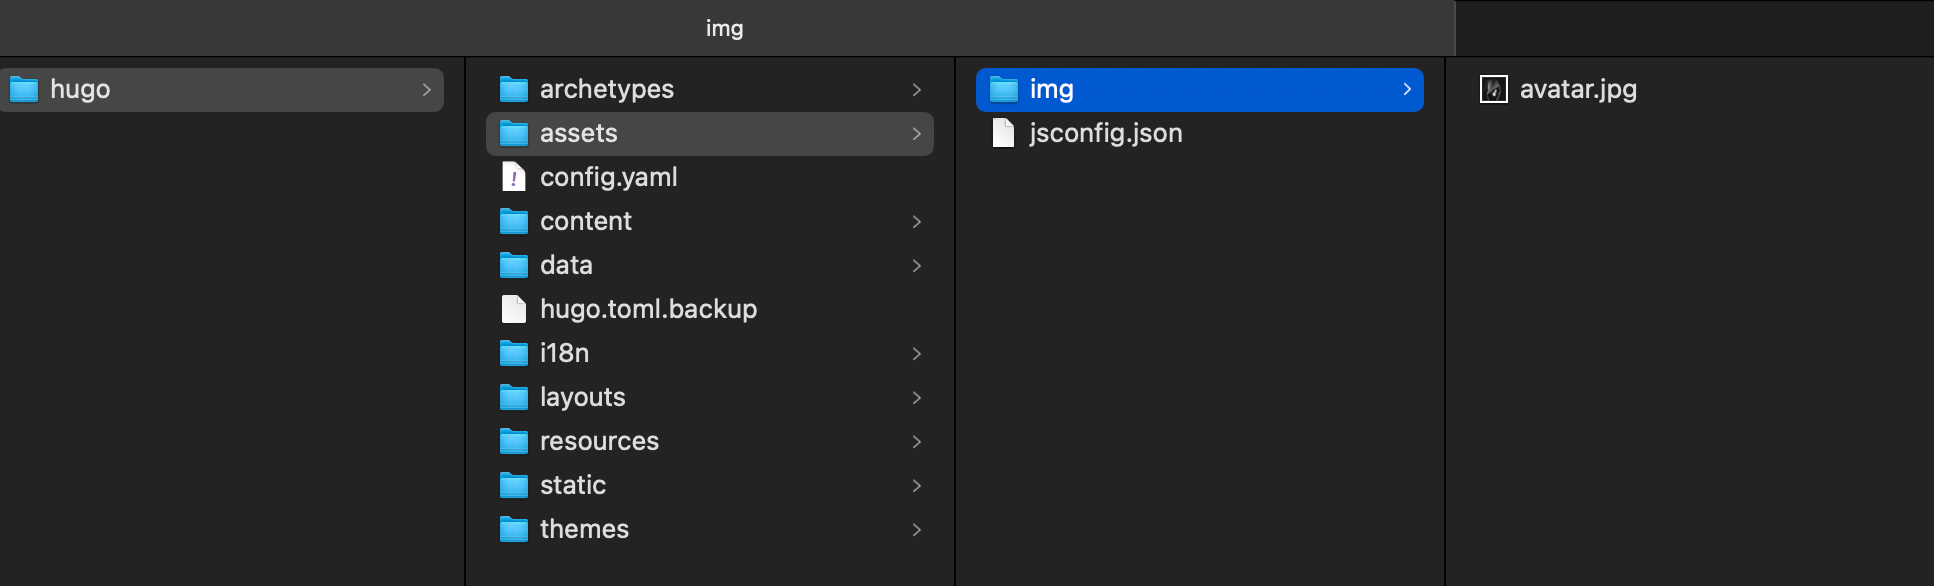 img
hugo
archetypes
assets
config.yaml
content
data
hugo.toml.backup
i18n
layouts
resources
static
themes
img
jsconfig.json
avatar.jpg